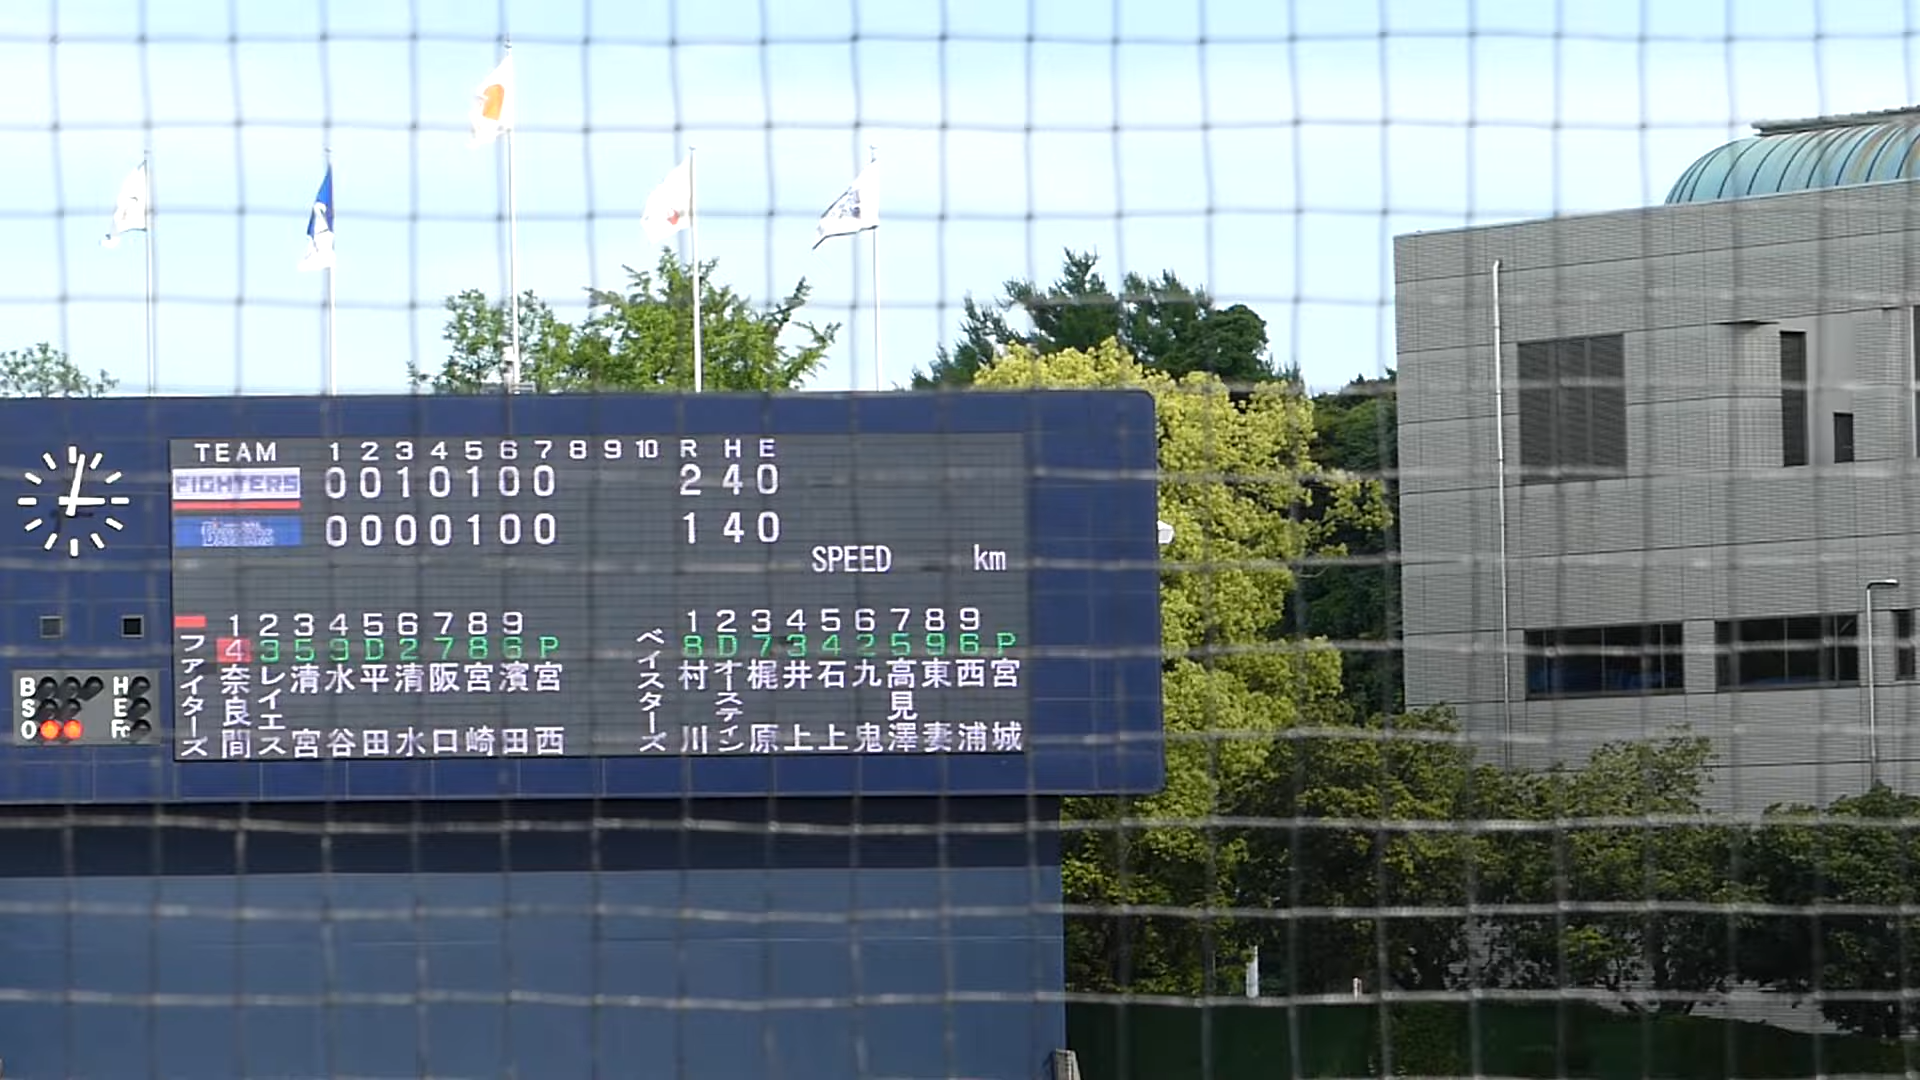 TEAM 1 2 3 4 5 6 7 8 9 10 R H E
FIGHTERS 0 0 1 0 1 0 0 2 4 0
0 0 0 0 1 0 0 1 4 0
SPEED km
1 2 3 4 5 6 7 8 9
4 3 5 9 D 2 7 8 6 P
ファイターズ
奈良間
レイエス
清宮
水谷
平田
清水
阪口
宮崎
濱田
宮西
1 2 3 4 5 6 7 8 9
8 D 7 3 4 2 5 9 6 P
ベイスターズ
村川
オースティン
梶原
井上
石上
九鬼
高見澤
東妻
西浦
宮城
B
S
O
H
E
Fc